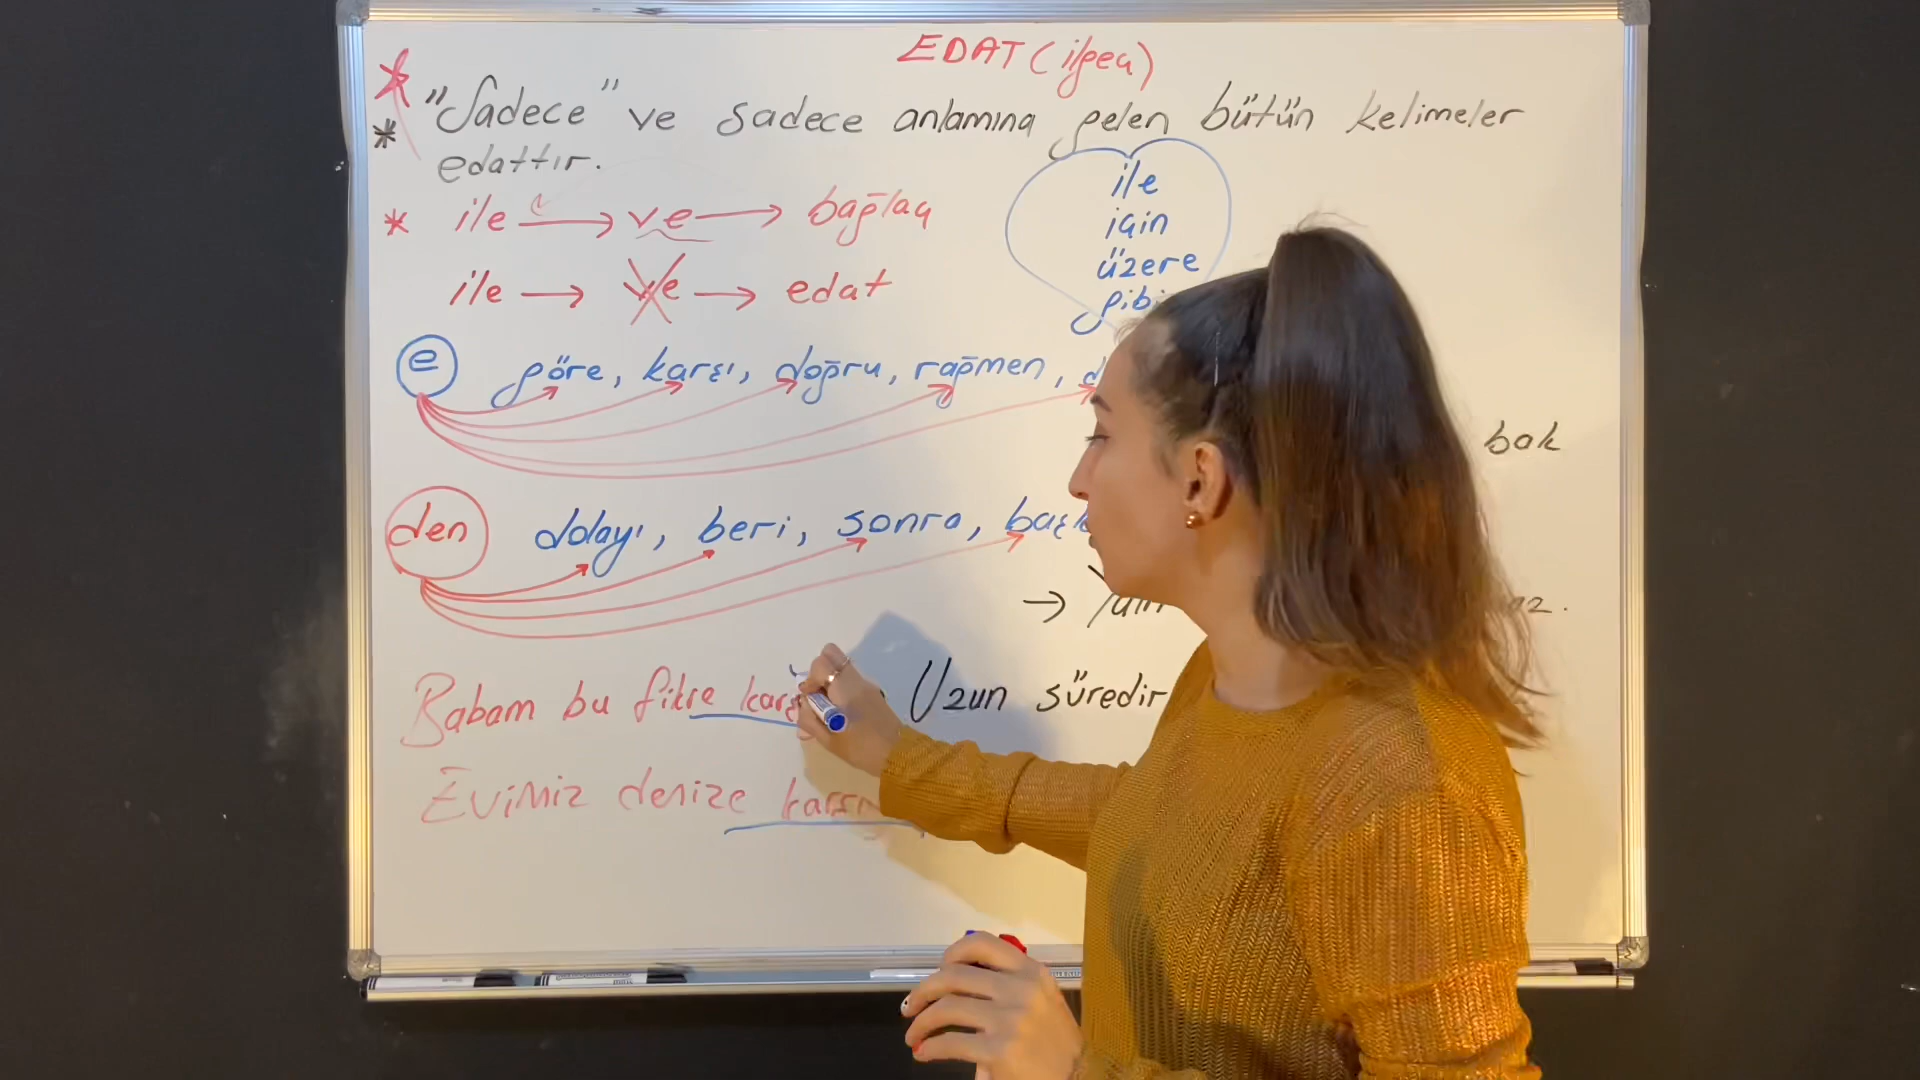 EDAT (ilgeç)
* "Sadece" ve sadece anlamına gelen bütün kelimeler
edattır.
* ile → ve → bağlaç
ile → ve → edat
ile
için
üzere
gibi
e göre, karşı, doğru, rağmen,
bak
den dolayı, beri, sonra,
→
Babam bu fikre Uzun süredir
Evimiz denize